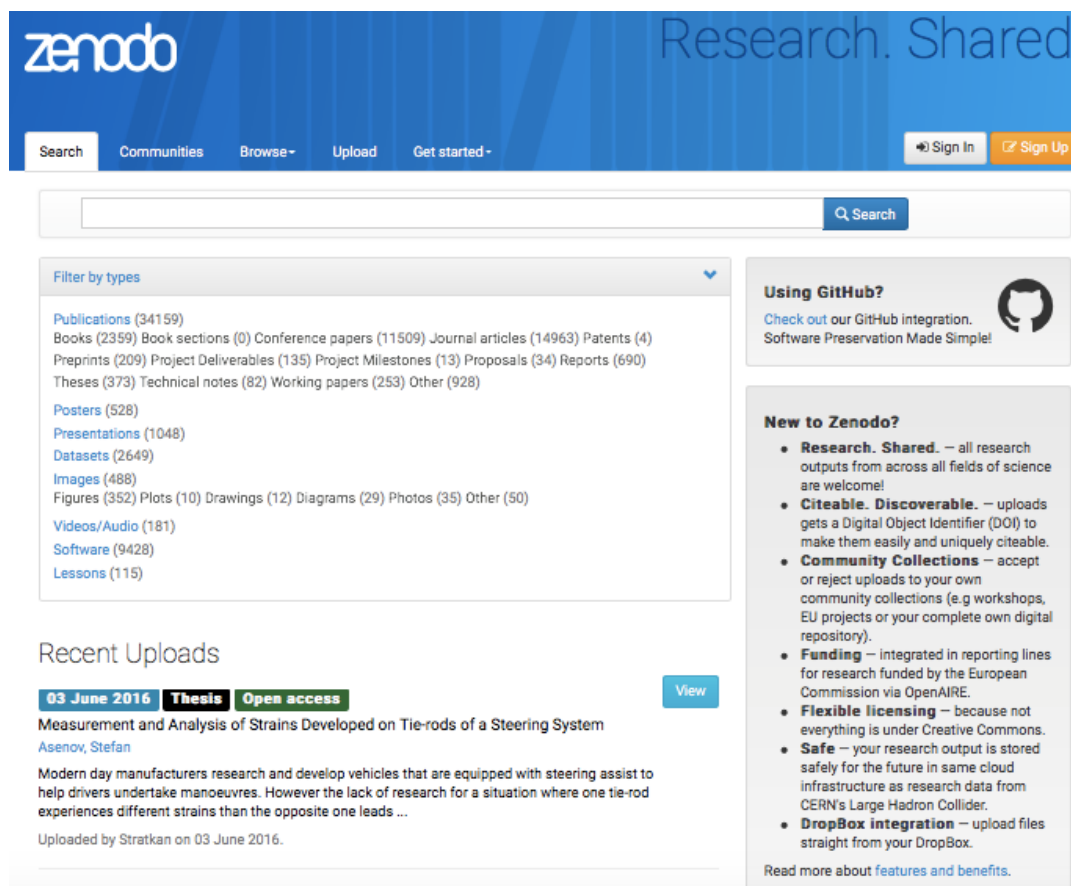 zenodo
Research. Shared
Search Communities Browse Upload Get started
Sign In Sign Up
Search
Filter by types
Publications (34159)
Books (2359) Book sections (0) Conference papers (11509) Journal articles (14963) Patents (4)
Preprints (209) Project Deliverables (135) Project Milestones (13) Proposals (34) Reports (690)
Theses (373) Technical notes (82) Working papers (253) Other (928)
Posters (528)
Presentations (1048)
Datasets (2649)
Images (488)
Figures (352) Plots (10) Drawings (12) Diagrams (29) Photos (35) Other (50)
Videos/Audio (181)
Software (9428)
Lessons (115)
Recent Uploads
03 June 2016 Thesis Open access
View
Measurement and Analysis of Strains Developed on Tie-rods of a Steering System
Asenov, Stefan
Modern day manufacturers research and develop vehicles that are equipped with steering assist to
help drivers undertake manoeuvres. However the lack of research for a situation where one tie-rod
experiences different strains than the opposite one leads ...
Uploaded by Stratkan on 03 June 2016.
Using GitHub?
Check out our GitHub integration.
Software Preservation Made Simple!
New to Zenodo?
• Research. Shared. — all research
outputs from across all fields of science
are welcome!
• Citeable. Discoverable. — uploads
gets a Digital Object Identifier (DOI) to
make them easily and uniquely citeable.
• Community Collections — accept
or reject uploads to your own
community collections (e.g workshops,
EU projects or your complete own digital
repository).
• Funding — integrated in reporting lines
for research funded by the European
Commission via OpenAIRE.
• Flexible licensing — because not
everything is under Creative Commons.
• Safe — your research output is stored
safely for the future in same cloud
infrastructure as research data from
CERN's Large Hadron Collider.
• DropBox integration — upload files
straight from your DropBox.
Read more about features and benefits.